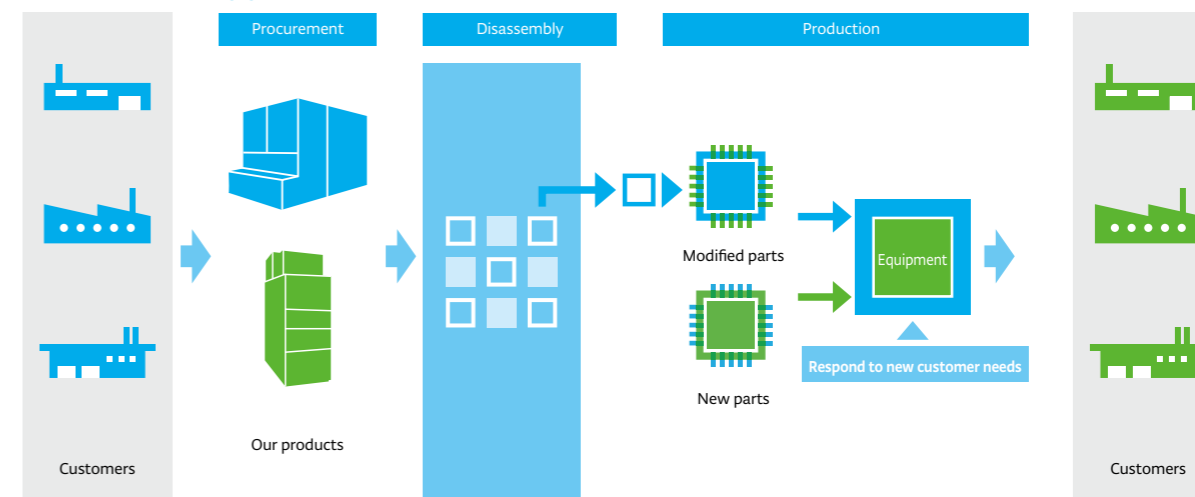 Procurement
Disassembly
Production
Modified parts
Equipment
Respond to new customer needs
New parts
Our products
Customers
Customers